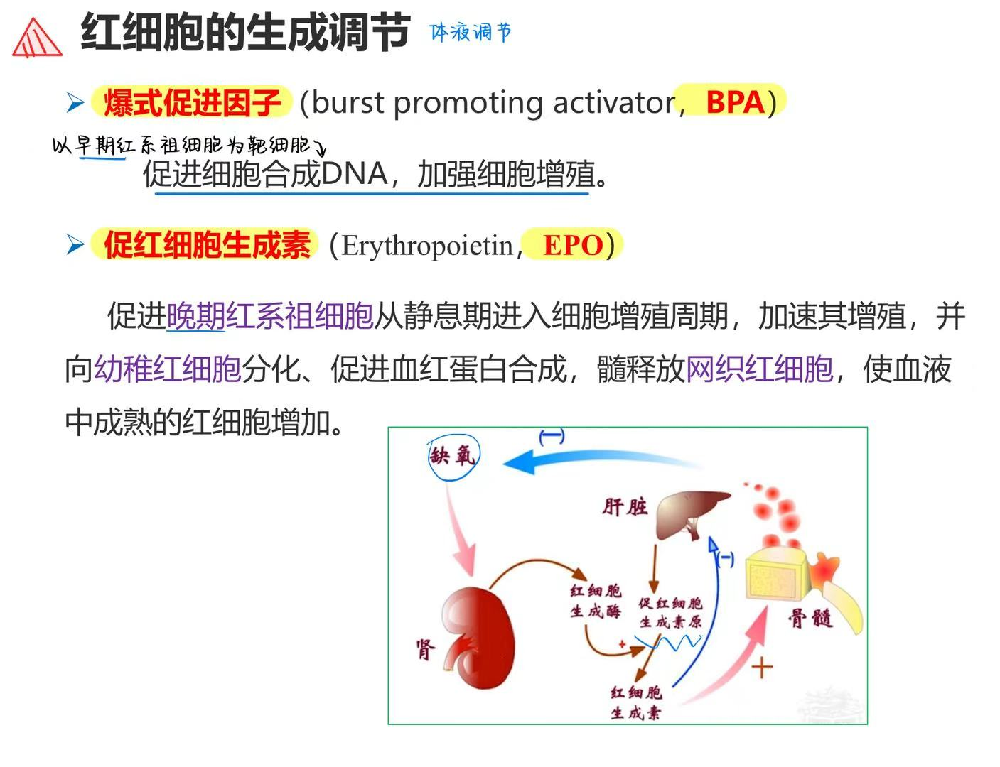 红细胞的生成调节 体液调节
➢ 爆式促进因子（burst promoting activator，BPA）
以早期红系祖细胞为靶细胞
促进细胞合成DNA，加强细胞增殖。
➢ 促红细胞生成素（Erythropoietin，EPO）
促进晚期红系祖细胞从静息期进入细胞增殖周期，加速其增殖，并
向幼稚红细胞分化、促进血红蛋白合成，髓释放网织红细胞，使血液
中成熟的红细胞增加。
(一)
缺氧
肝脏
(-)
红细胞
生成酶
促红细胞
生成素原
骨髓
肾
+
+
红细胞
生成素